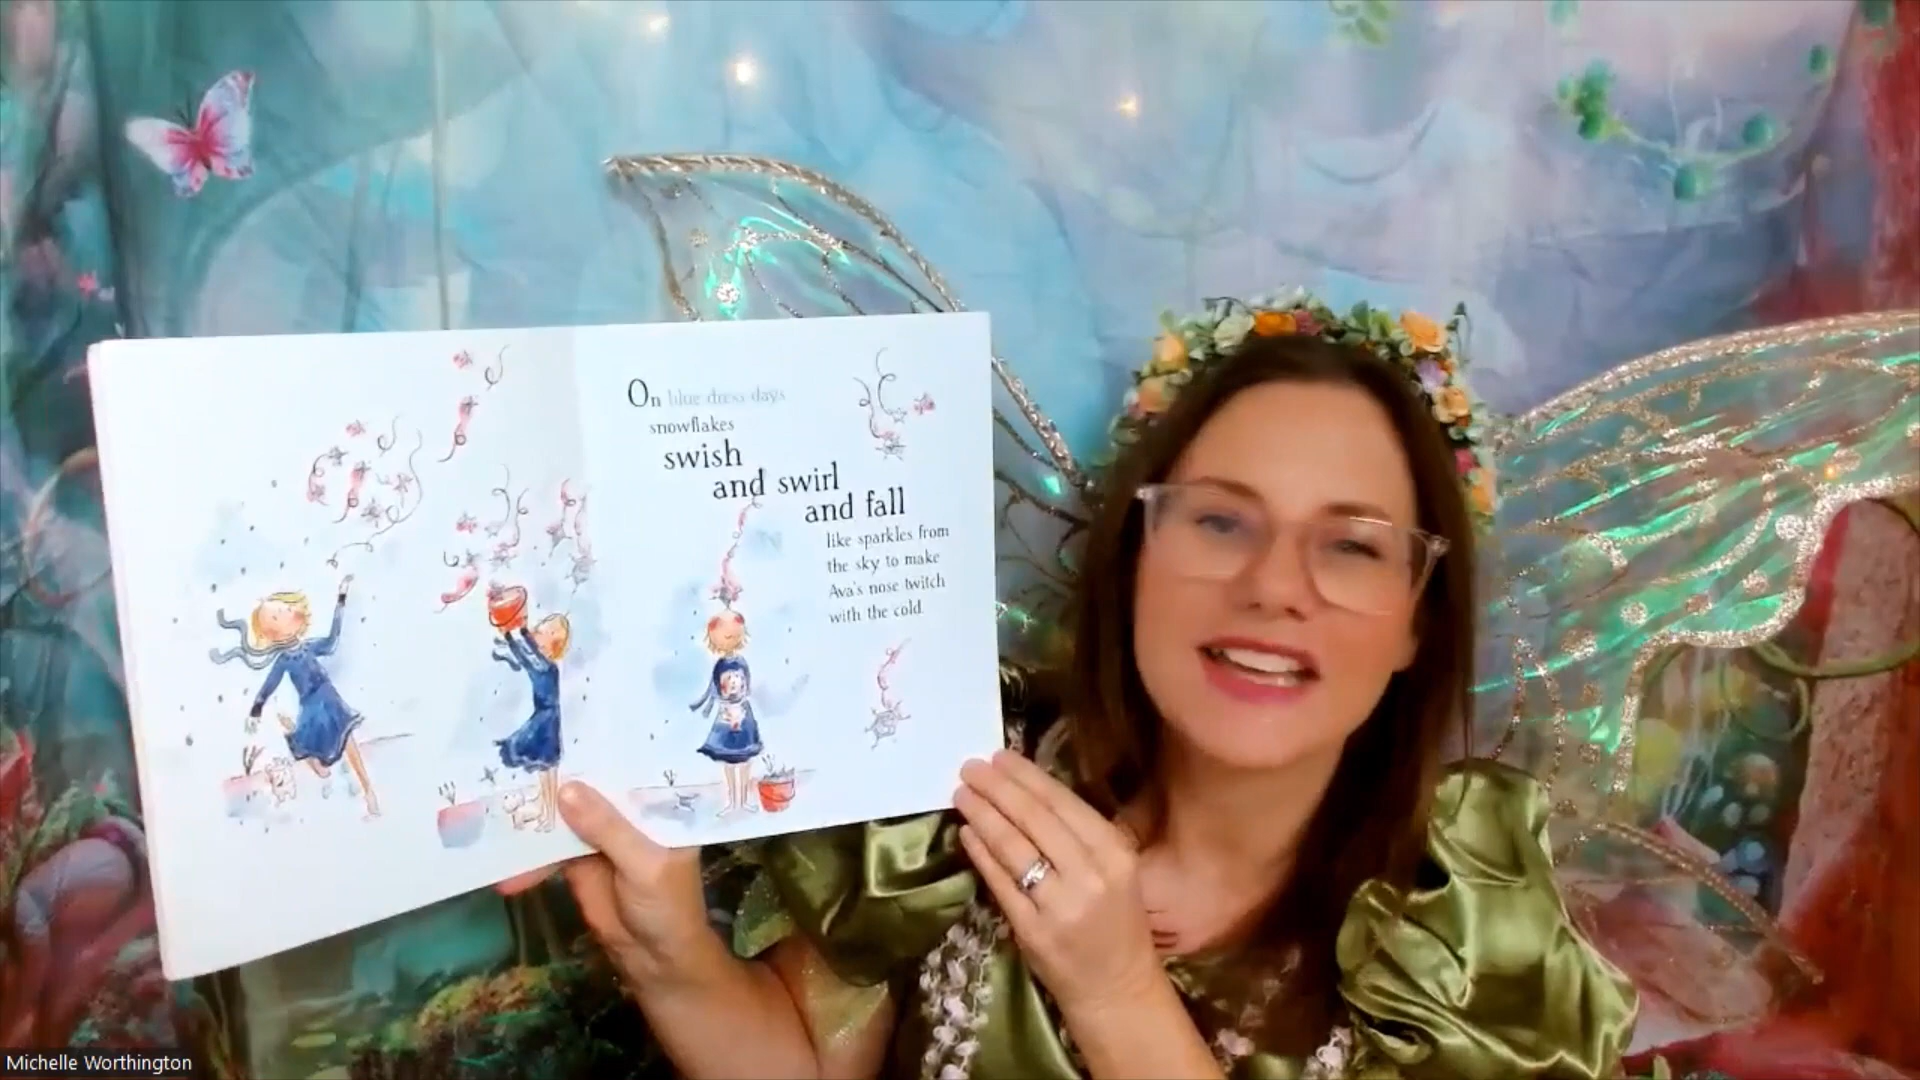 On blue dress days
snowflakes
swish
and swirl
and fall
like sparkles from
the sky to make
Ava's nose twitch
with the cold.
Michelle Worthington